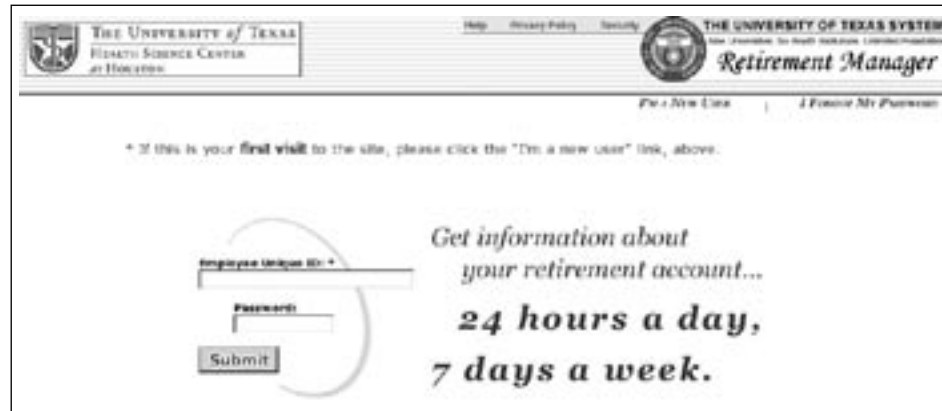 THE UNIVERSITY of TEXAS
HEALTH SCIENCE CENTER
AT HOUSTON
Help Privacy Policy Security
THE UNIVERSITY OF TEXAS SYSTEM
Retirement Manager
I'm a New User | I Forgot My Password
* If this is your first visit to the site, please click the "I'm a new user" link, above.
Employee Unique ID: *
Password:
Submit
Get information about
your retirement account...
24 hours a day,
7 days a week.